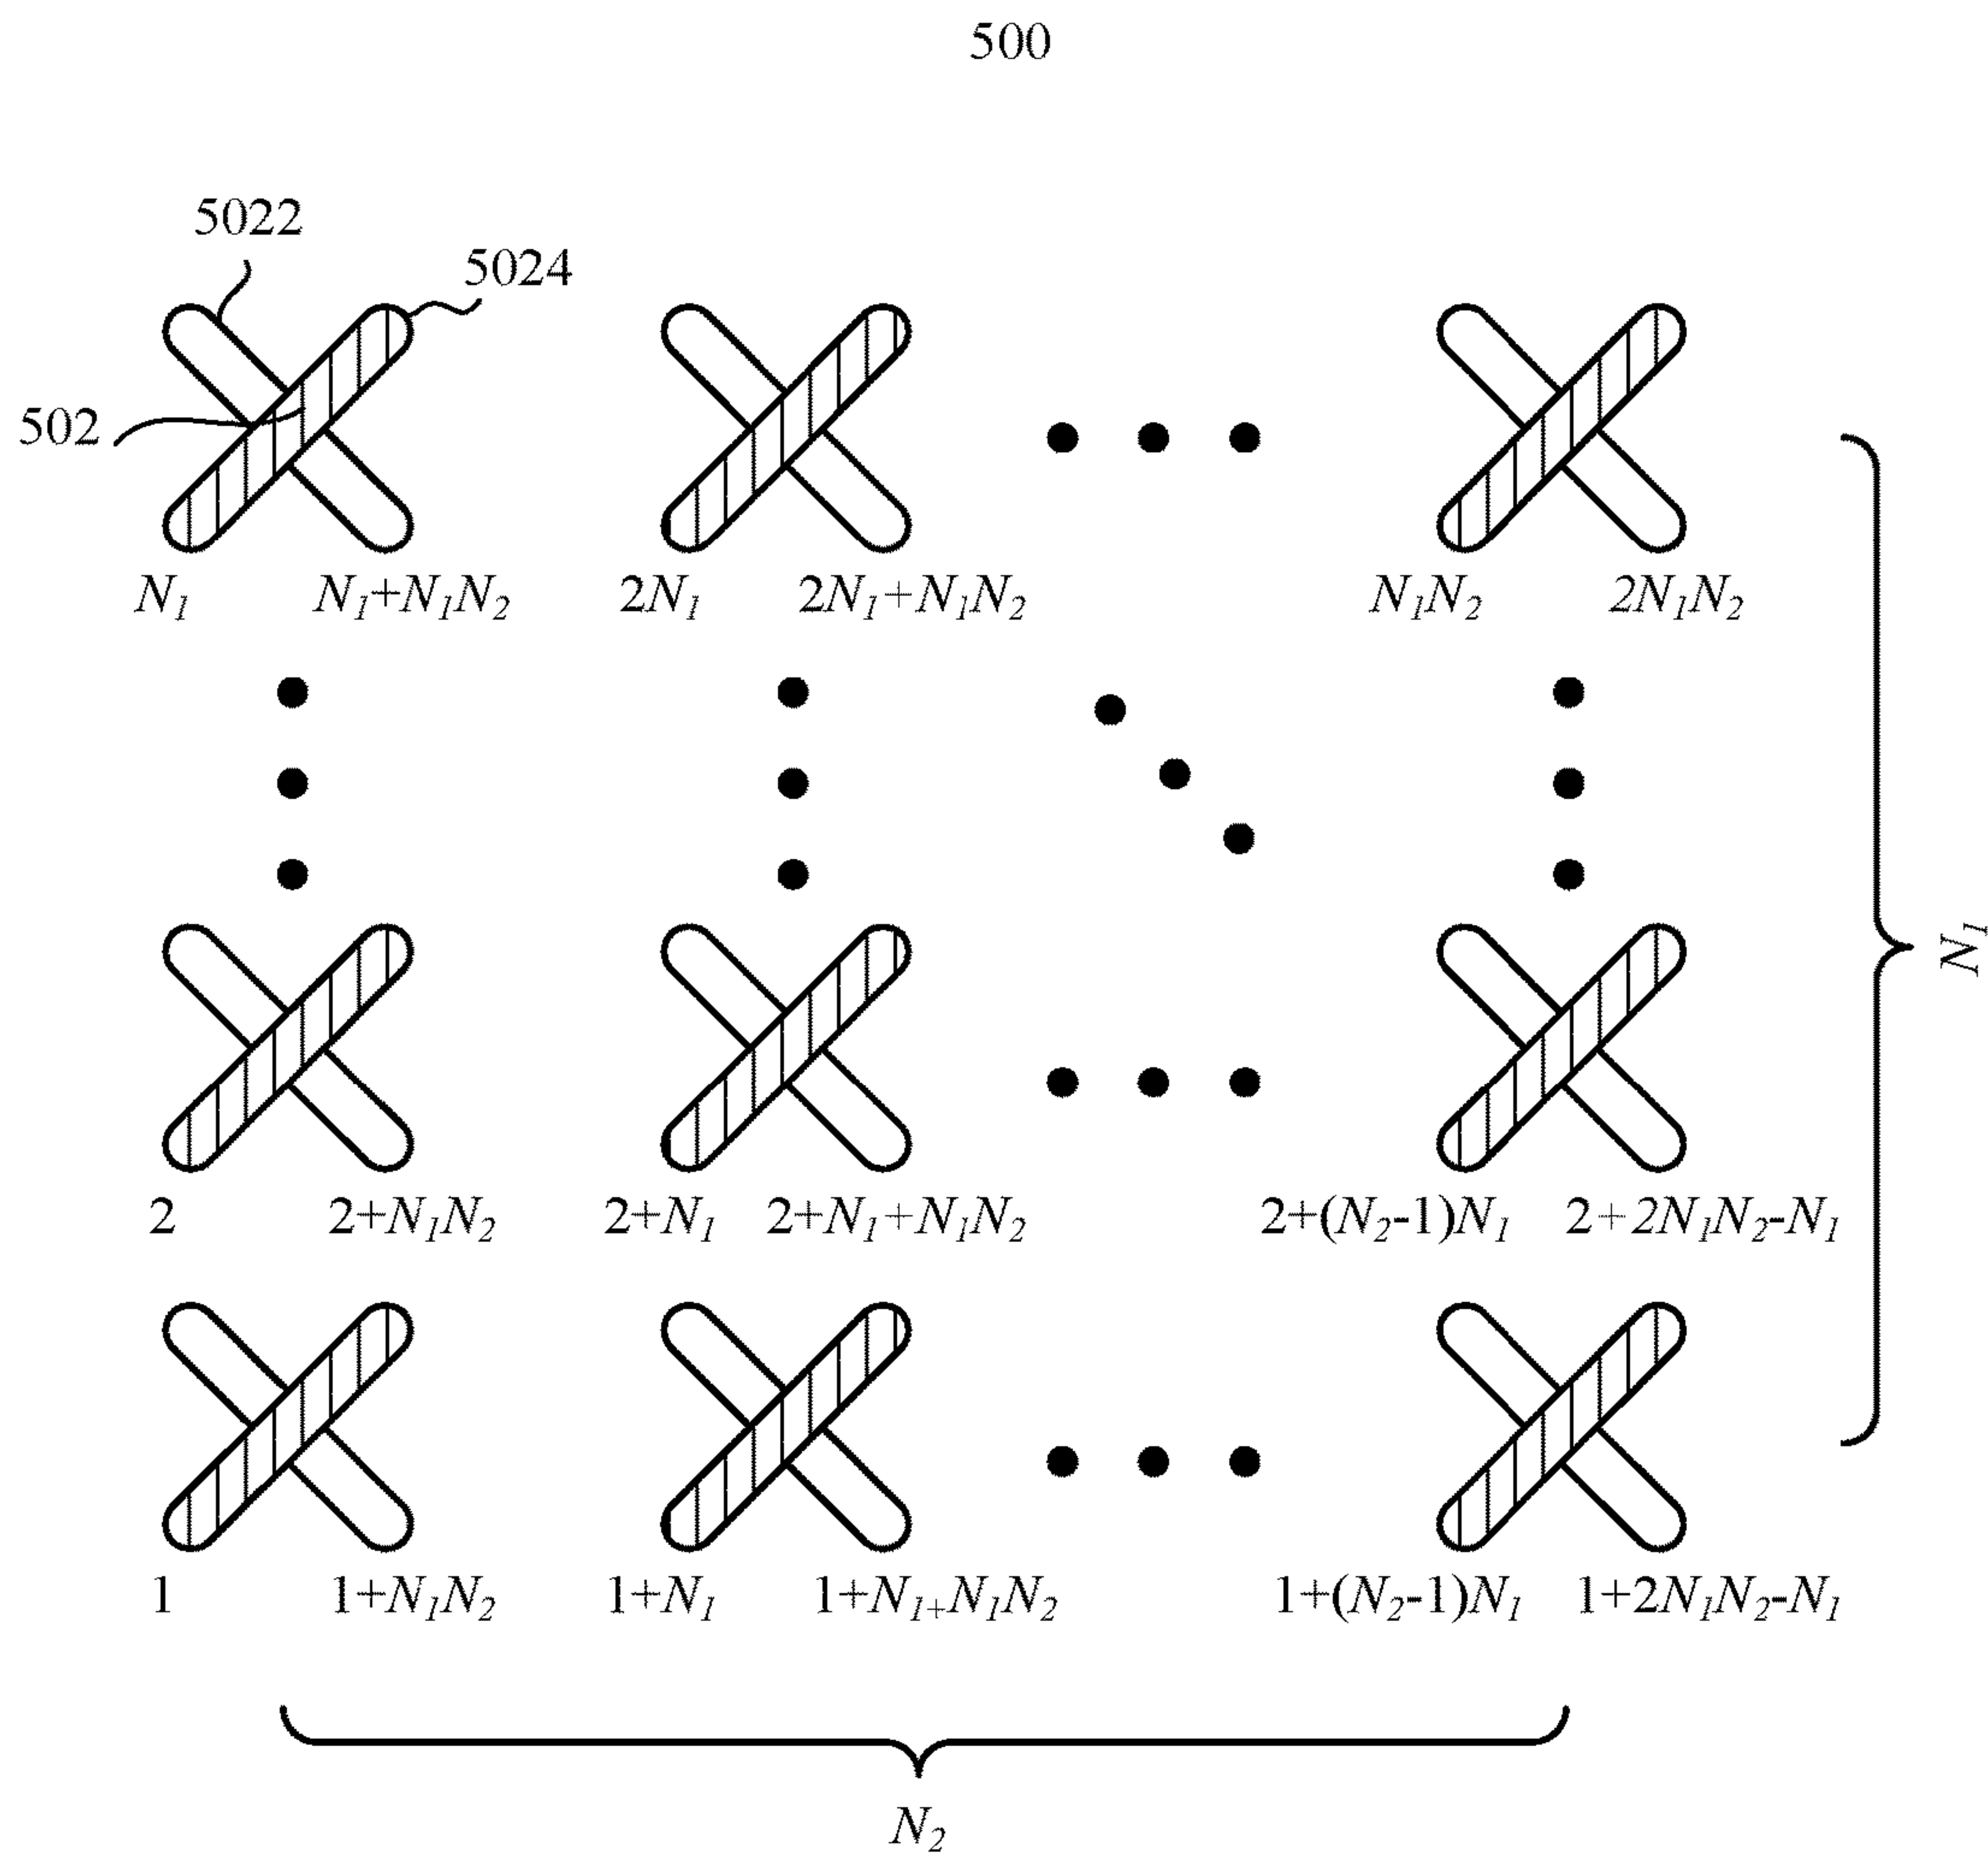 500
5022
5024
502
N₁ N₁+N₁N₂ 2N₁ 2N₁+N₁N₂ N₁N₂ 2N₁N₂
N₁
2 2+N₁N₂ 2+N₁ 2+N₁+N₁N₂ 2+(N₂-1)N₁ 2+2N₁N₂-N₁
1 1+N₁N₂ 1+N₁ 1+N₁₊N₁N₂ 1+(N₂-1)N₁ 1+2N₁N₂-N₁
N₂